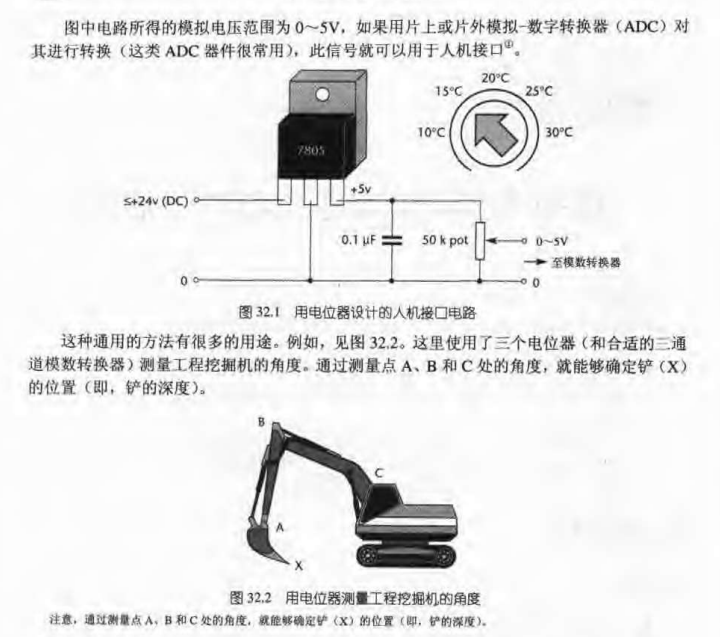 图中电路所得的模拟电压范围为 0～5V，如果用片上或片外模拟-数字转换器（ADC）对
其进行转换（这类 ADC 器件很常用），此信号就可以用于人机接口①。
20°C
15°C
25°C
10°C
30°C
7805
+5v
≤+24v (DC)
0.1 μF
50 k pot
0～5V
至模数转换器
0
0
图 32.1 用电位器设计的人机接口电路
这种通用的方法有很多的用途。例如，见图 32.2。这里使用了三个电位器（和合适的三通
道模数转换器）测量工程挖掘机的角度。通过测量点 A、B 和 C 处的角度，就能够确定铲（X）
的位置（即，铲的深度）。
B
C
A
X
图 32.2 用电位器测量工程挖掘机的角度
注意，通过测量点 A、B 和 C 处的角度，就能够确定铲（X）的位置（即，铲的深度）。